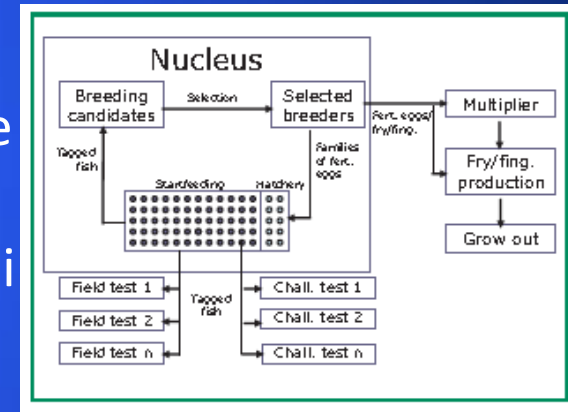 Nucleus
Breeding
candidates
Selection
Selected
breeders
Fert. eggs/
fry/fing.
Multiplier
Tagged
fish
Families
of fert.
eggs
Fry/fing.
production
Startfeeding
Hatchery
Grow out
Field test 1
Tagged
fish
Chall. test 1
Field test 2
Chall. test 2
Field test n
Chall. test n
e
i